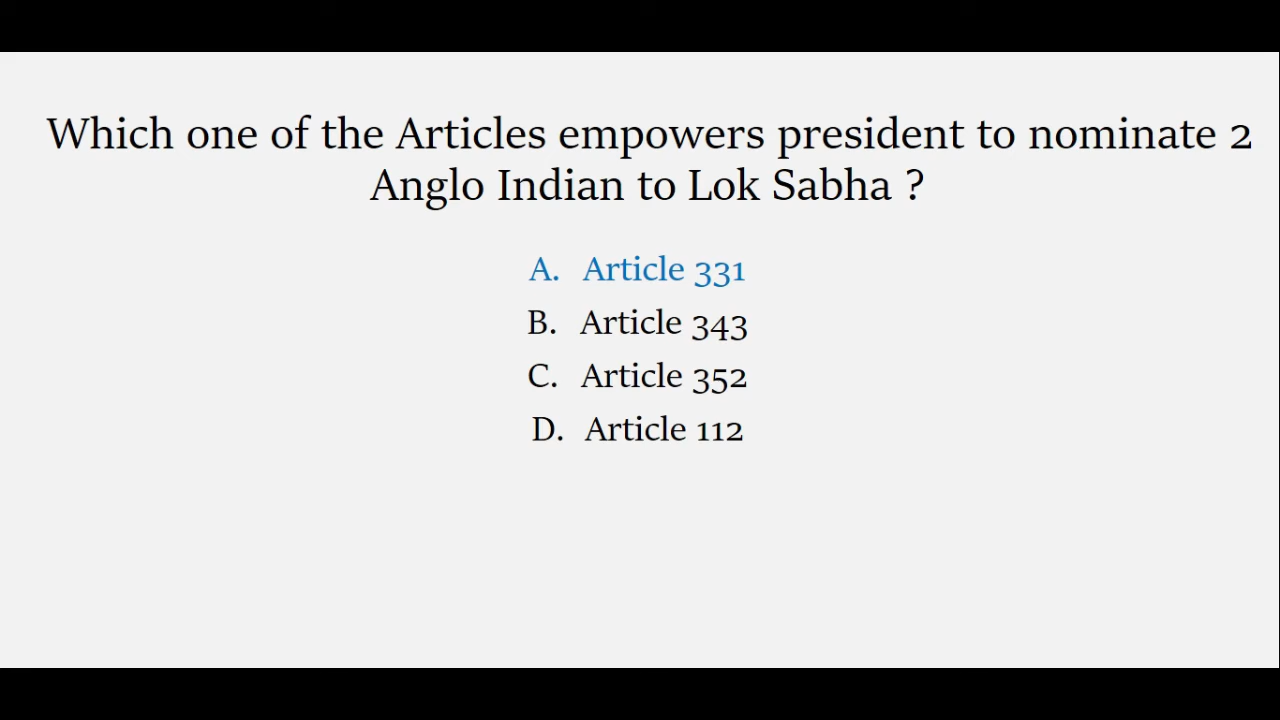 Which one of the Articles empowers president to nominate 2
Anglo Indian to Lok Sabha ?
A. Article 331
B. Article 343
C. Article 352
D. Article 112